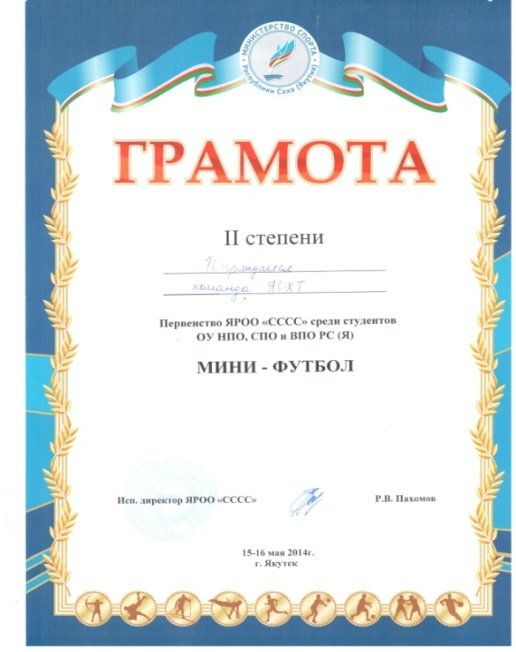 МИНИСТЕРСТВО СПОРТА
Республики Саха (Якутия)
ГРАМОТА
II степени
Награждается
команда ЯСХТ
Первенство ЯРОО «СССС» среди студентов
ОУ НПО, СПО и ВПО РС (Я)
МИНИ - ФУТБОЛ
Исп. директор ЯРОО «СССС»
Р.В. Пахомов
15-16 мая 2014г.
г. Якутск